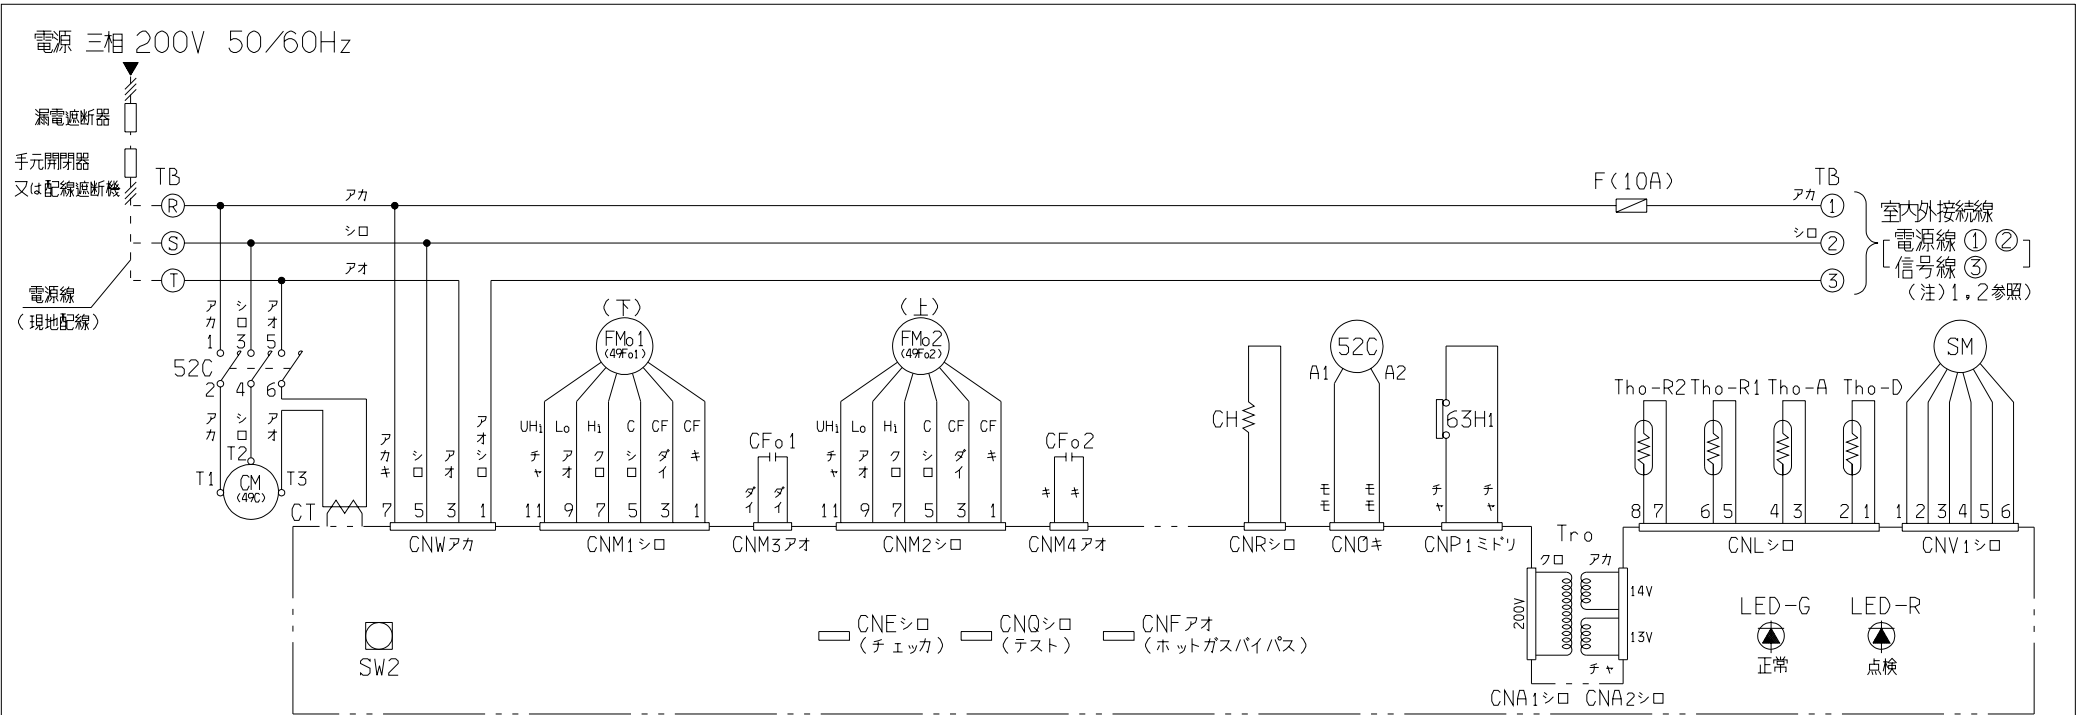 電源 三相 200V 50/60Hz
漏電遮断器
手元開閉器
又は配線遮断機
TB
R
S
T
電源線
(現地配線)
アカ
シロ
アオ
F(10A)
TB
アカ 1
シロ 2
3
室内外接続線
電源線 ① ②
信号線 ③
(注)1,2参照)
アカ シロ アオ
1 3 5
52C
2 4 6
アカ シロ アオ
T1 T2 T3
CM
(49C)
CT
アカキ シロ アオ アオシロ
7 5 3 1
CNWアカ
(下)
FMo1
(49Fo1)
UHi Lo Hi C CF CF
チャ アオ クロ シロ ダイ キ
11 9 7 5 3 1
CNM1シロ
CFo1
ダイ ダイ
CNM3アオ
(上)
FMo2
(49Fo2)
UHi Lo Hi C CF CF
チャ アオ クロ シロ ダイ キ
11 9 7 5 3 1
CNM2シロ
CFo2
キ キ
CNM4アオ
CH
CNRシロ
52C
A1 A2
モモ モモ
CNOキ
63H1
チャ チャ
CNP1ミドリ
Tro
クロ アカ
200V
14V
13V
チャ
CNA1シロ CNA2シロ
Tho-R2 Tho-R1 Tho-A Tho-D
8 7 6 5 4 3 2 1
CNLシロ
SM
1 2 3 4 5 6
CNV1シロ
SW2
CNEシロ
(チェッカ)
CNQシロ
(テスト)
CNFアオ
(ホットガスバイパス)
LED-G
正常
LED-R
点検